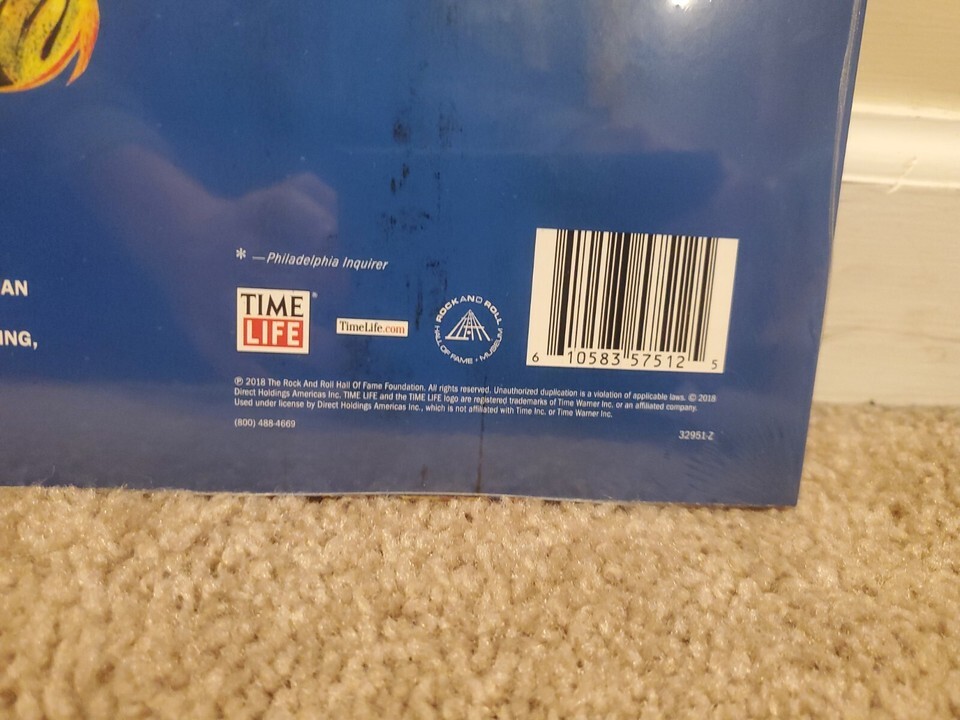 AN
ING,
* — Philadelphia Inquirer
TIME
LIFE
®
TimeLife.com
ROCK AND ROLL
HALL OF FAME + MUSEUM
6 10583 57512 5
℗ 2018 The Rock And Roll Hall Of Fame Foundation. All rights reserved. Unauthorized duplication is a violation of applicable laws. © 2018
Direct Holdings Americas Inc. TIME LIFE and the TIME LIFE logo are registered trademarks of Time Warner Inc. or an affiliated company.
Used under license by Direct Holdings Americas Inc., which is not affiliated with Time Inc. or Time Warner Inc.
(800) 488-4669
32951-Z